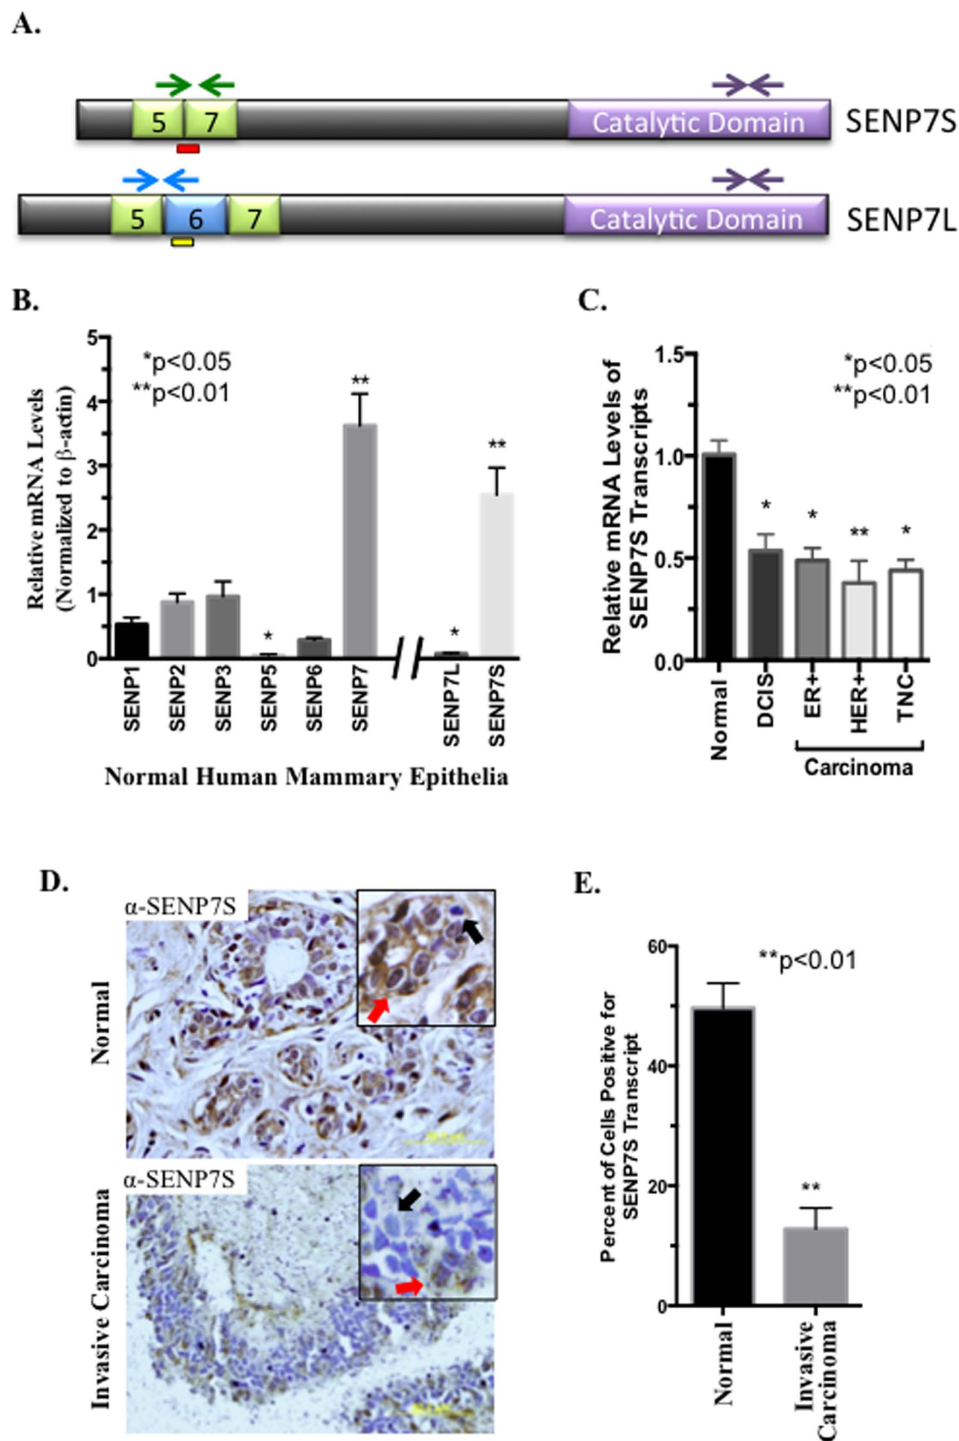 A.
5 7 Catalytic Domain SENP7S
5 6 7 Catalytic Domain SENP7L
B.
*p<0.05
**p<0.01
Relative mRNA Levels
(Normalized to β-actin)
5
4
3
2
1
0
**
**
*
*
SENP1
SENP2
SENP3
SENP5
SENP6
SENP7
SENP7L
SENP7S
Normal Human Mammary Epithelia
C.
*p<0.05
**p<0.01
Relative mRNA Levels of
SENP7S Transcripts
1.5
1.0
0.5
0.0
* * ** *
Normal
DCIS
ER+
HER+
TNC
Carcinoma
D.
α-SENP7S
Normal
α-SENP7S
Invasive Carcinoma
E.
**p<0.01
Percent of Cells Positive for
SENP7S Transcript
60
40
20
0
**
Normal
Invasive
Carcinoma